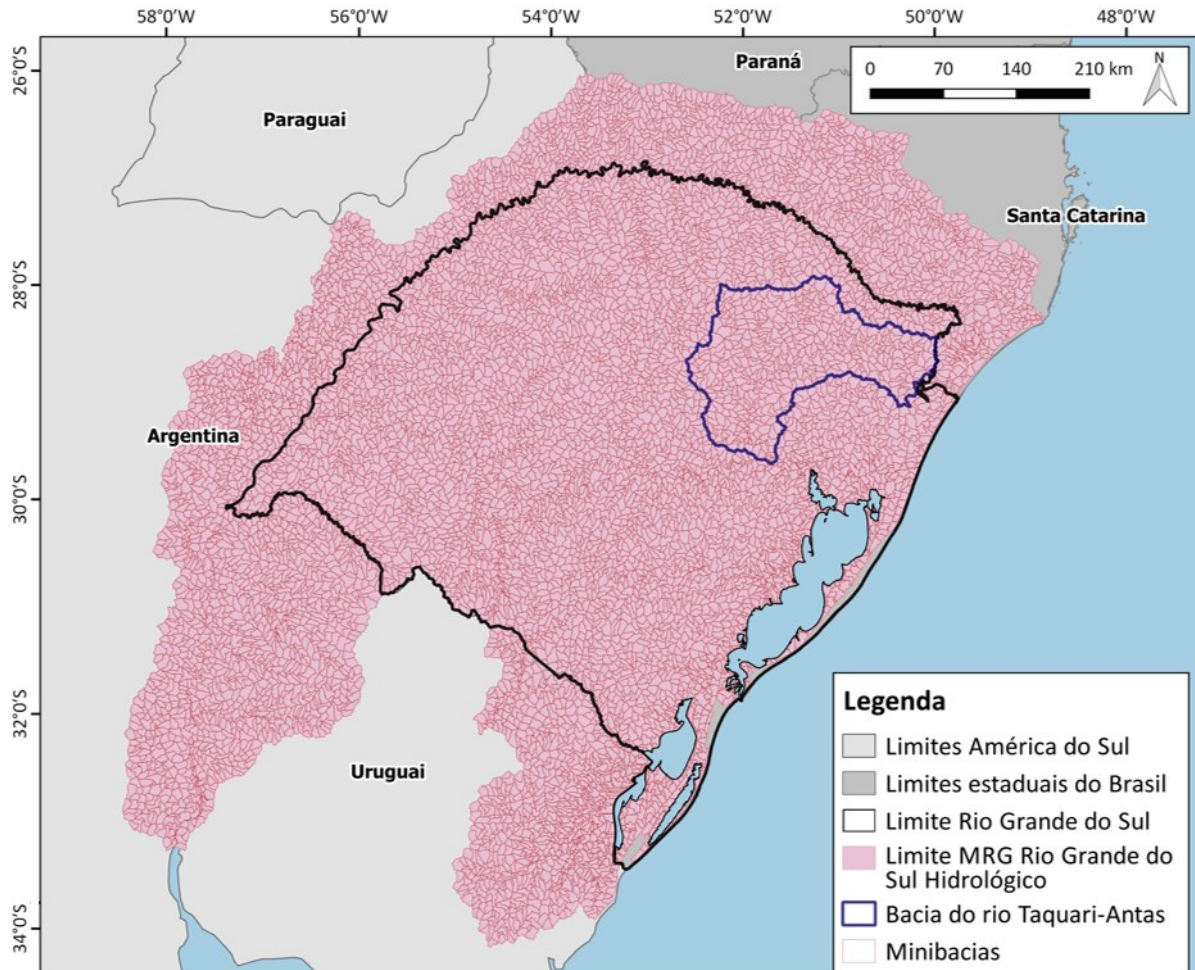 58°0'W 56°0'W 54°0'W 52°0'W 50°0'W 48°0'W
26°0'S
28°0'S
30°0'S
32°0'S
34°0'S
Paraná
0 70 140 210 km
N
Paraguai
Santa Catarina
Argentina
Uruguai
Legenda
Limites América do Sul
Limites estaduais do Brasil
Limite Rio Grande do Sul
Limite MRG Rio Grande do
Sul Hidrológico
Bacia do rio Taquari-Antas
Minibacias